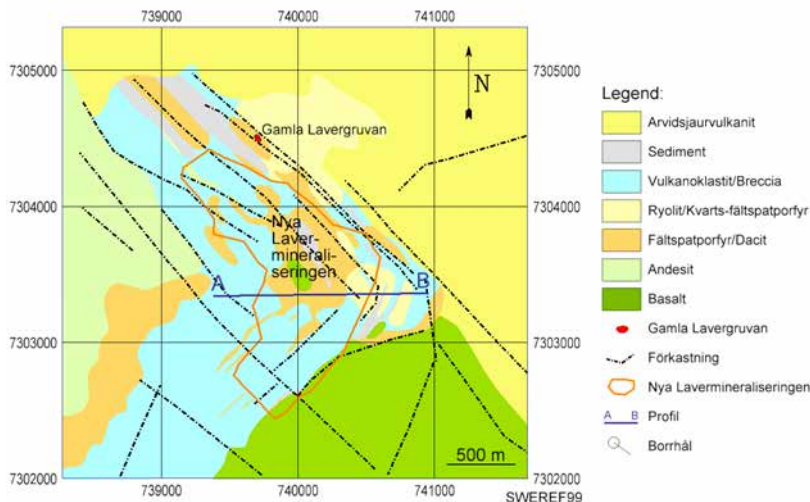 739000
740000
741000
7305000
7305000
N
Gamla Lavergruvan
7304000
7304000
Nya
Laver-
minerali-
seringen
A
B
7303000
7303000
500 m
7302000
7302000
739000
740000
741000
SWEREF99
Legend:
Arvidsjaurvulkanit
Sediment
Vulkanoklastit/Breccia
Ryolit/Kvarts-fältspatporfyr
Fältspatporfyr/Dacit
Andesit
Basalt
Gamla Lavergruvan
Förkastning
Nya Lavermineraliseringen
A B Profil
Borrhål